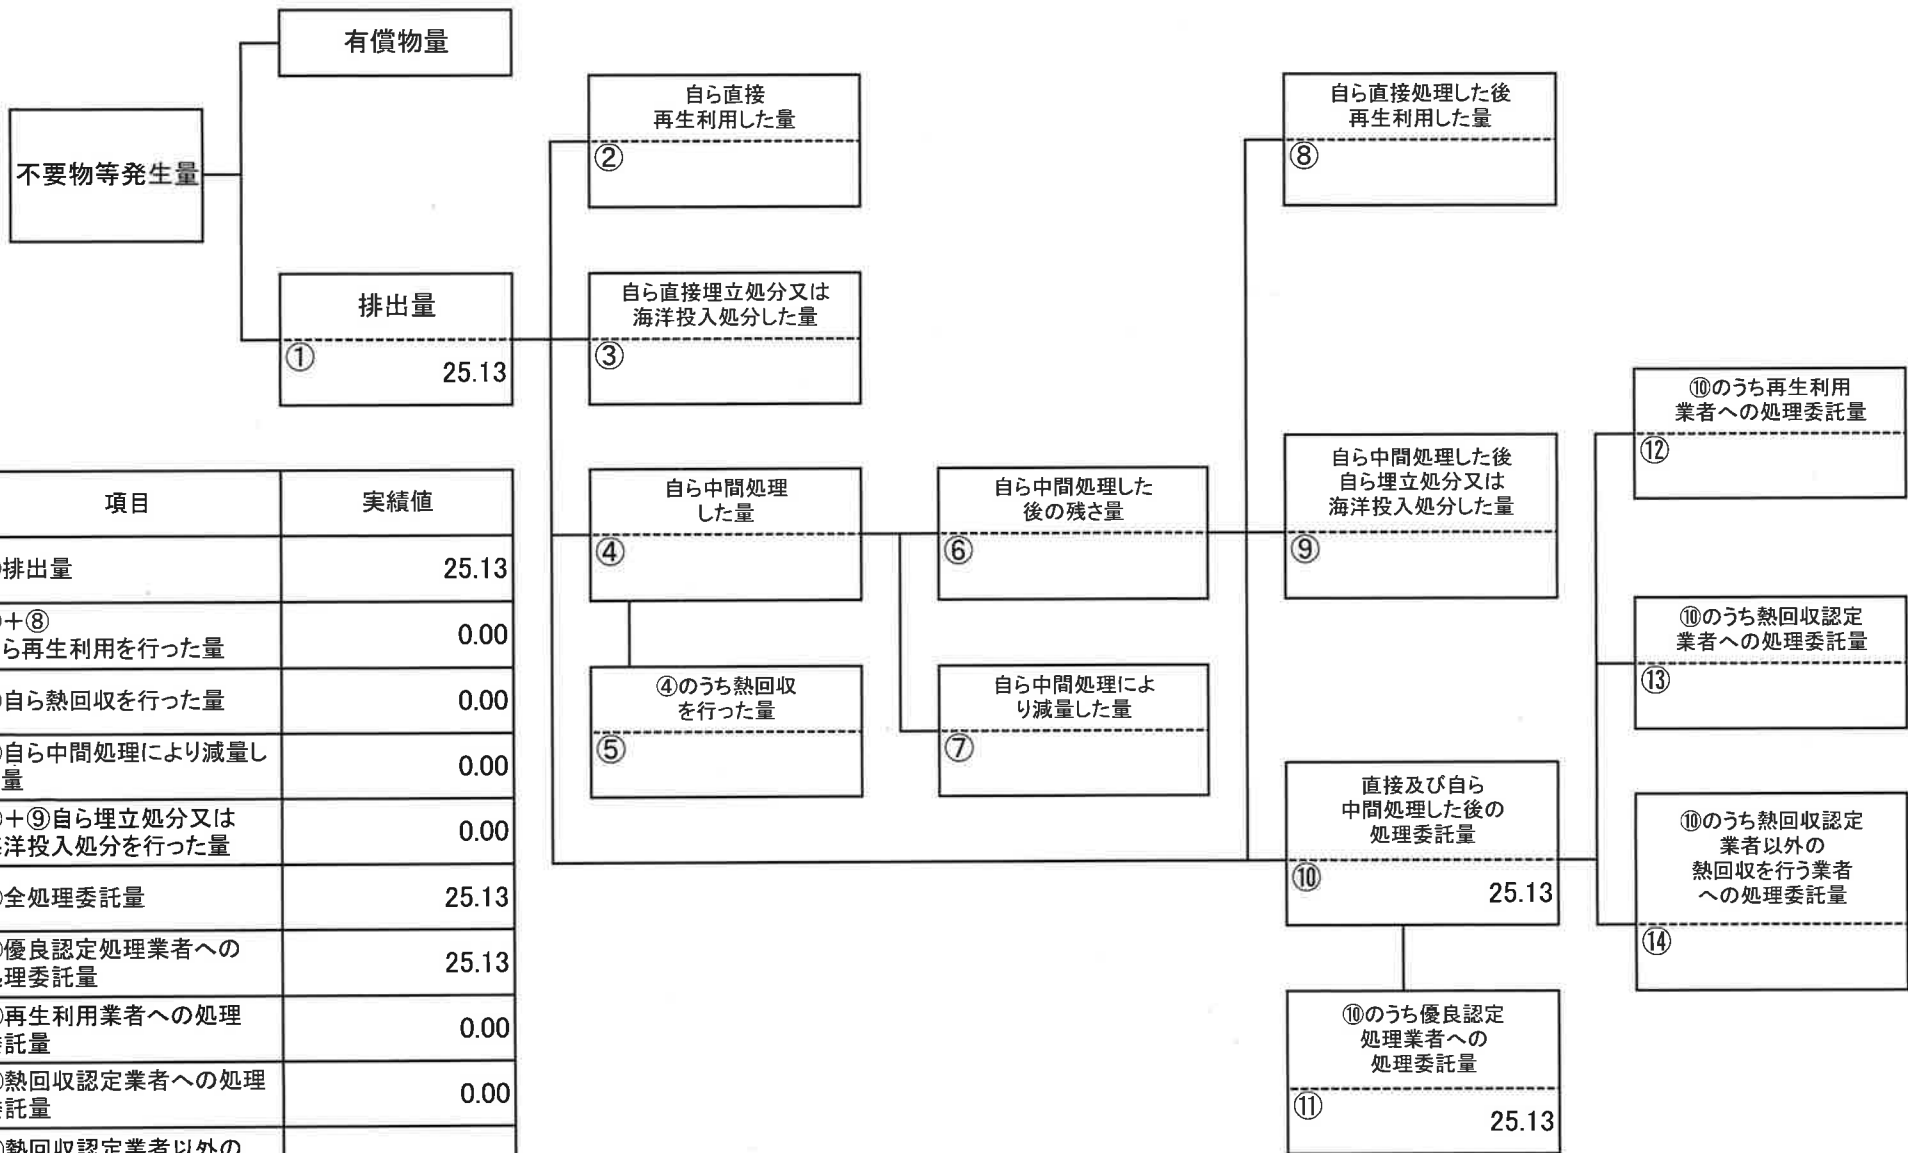 有償物量
不要物等発生量
排出量
①
25.13
自ら直接
再生利用した量
②
自ら直接埋立処分又は
海洋投入処分した量
③
自ら中間処理
した量
④
④のうち熱回収
を行った量
⑤
自ら中間処理した
後の残さ量
⑥
自ら中間処理によ
り減量した量
⑦
自ら直接処理した後
再生利用した量
⑧
自ら中間処理した後
自ら埋立処分又は
海洋投入処分した量
⑨
直接及び自ら
中間処理した後の
処理委託量
⑩
25.13
⑩のうち優良認定
処理業者への
処理委託量
⑪
25.13
⑩のうち再生利用
業者への処理委託量
⑫
⑩のうち熱回収認定
業者への処理委託量
⑬
⑩のうち熱回収認定
業者以外の
熱回収を行う業者
への処理委託量
⑭
項目 実績値
排出量 25.13
+⑧
ら再生利用を行った量 0.00
自ら熱回収を行った量 0.00
自ら中間処理により減量し
量 0.00
+⑨自ら埋立処分又は
洋投入処分を行った量 0.00
全処理委託量 25.13
優良認定処理業者への
理委託量 25.13
再生利用業者への処理
託量 0.00
熱回収認定業者への処理
託量 0.00
熱回収認定業者以外の